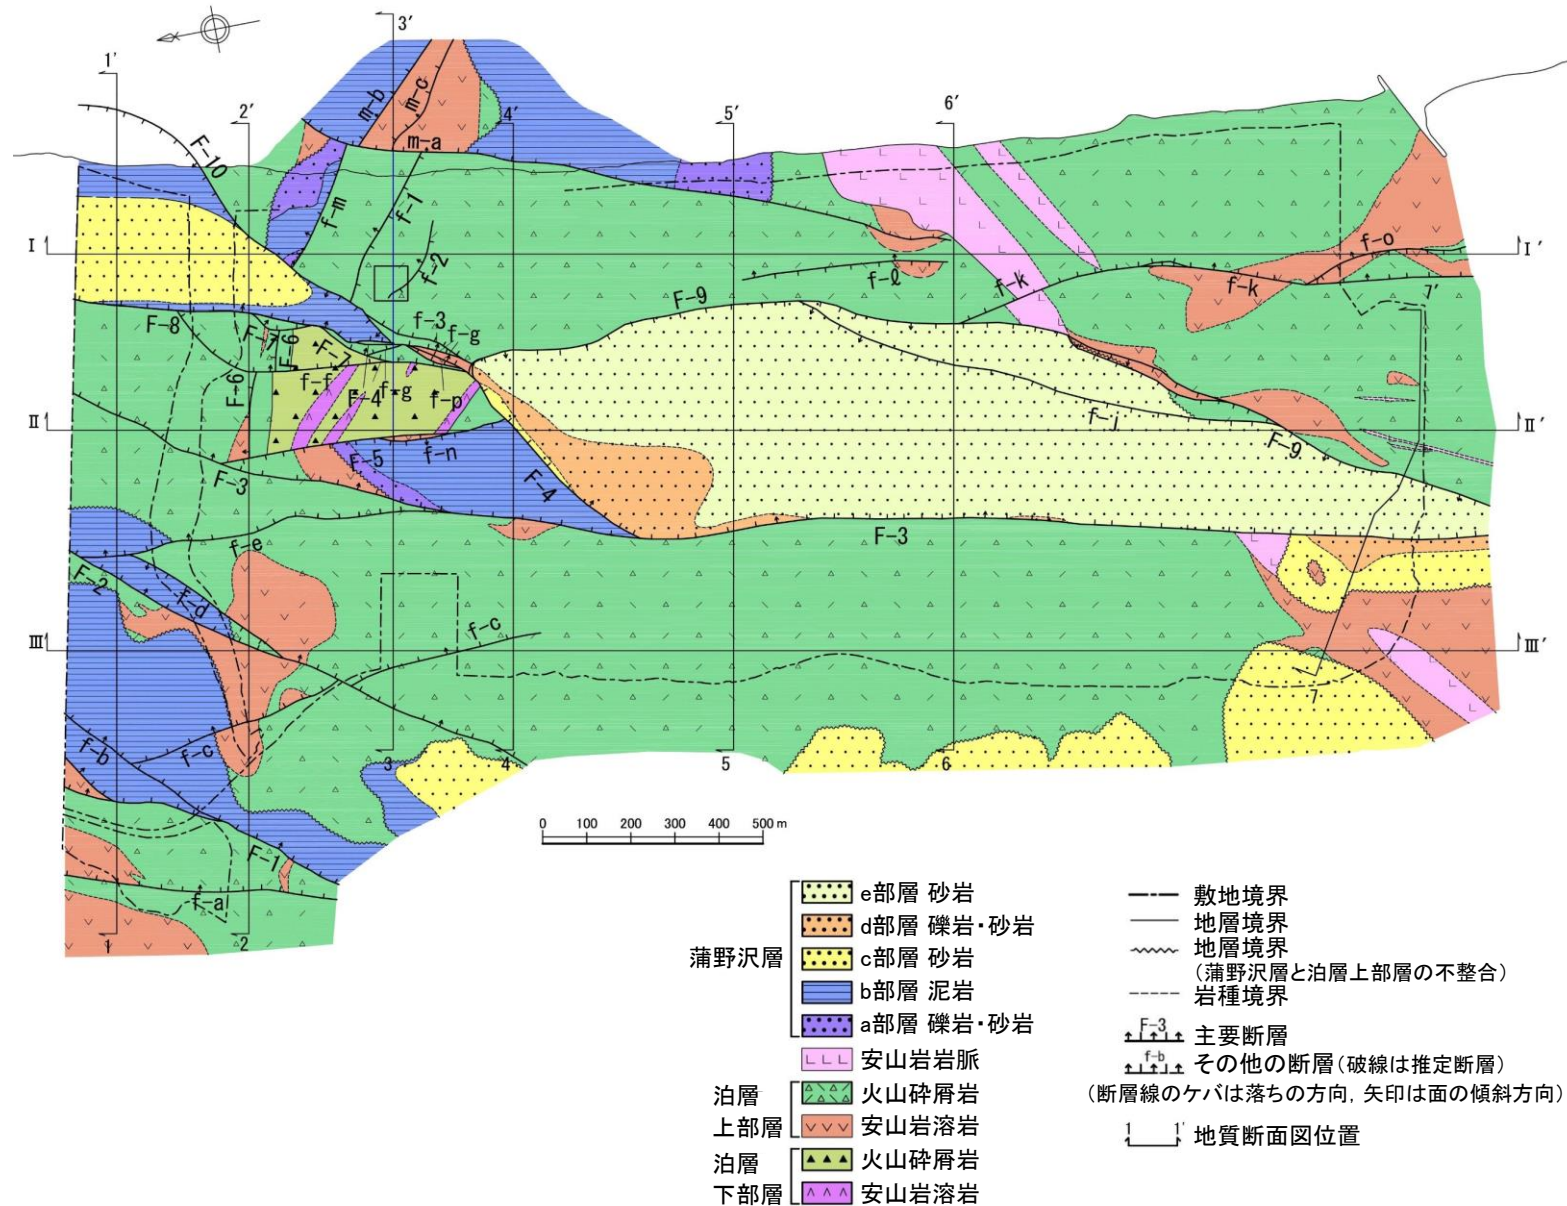 3′
1′
2′
m-b
m-c
m-a
4′
5′
6′
F-10
f-m
f-1
f-2
I
I′
f-o
f-ℓ
f-k
f-k
7′
F-9
F-8
f-3
f-g
F-7
F-6
F-7
F-6
f-f
F-4
f-g
f-p
f-j
II
II′
F-5
f-n
F-9
F-3
F-4
F-3
f-e
F-2
f-d
f-c
III
III′
7
f-b
f-c
3
4
5
6
F-1
f-a
1
2
0 100 200 300 400 500 m
蒲野沢層
e部層 砂岩
d部層 礫岩・砂岩
c部層 砂岩
b部層 泥岩
a部層 礫岩・砂岩
安山岩岩脈
泊層
上部層
火山砕屑岩
安山岩溶岩
泊層
下部層
火山砕屑岩
安山岩溶岩
敷地境界
地層境界
地層境界
(蒲野沢層と泊層上部層の不整合)
岩種境界
F-3
主要断層
f-b
その他の断層(破線は推定断層)
(断層線のケバは落ちの方向, 矢印は面の傾斜方向)
1 1′ 地質断面図位置